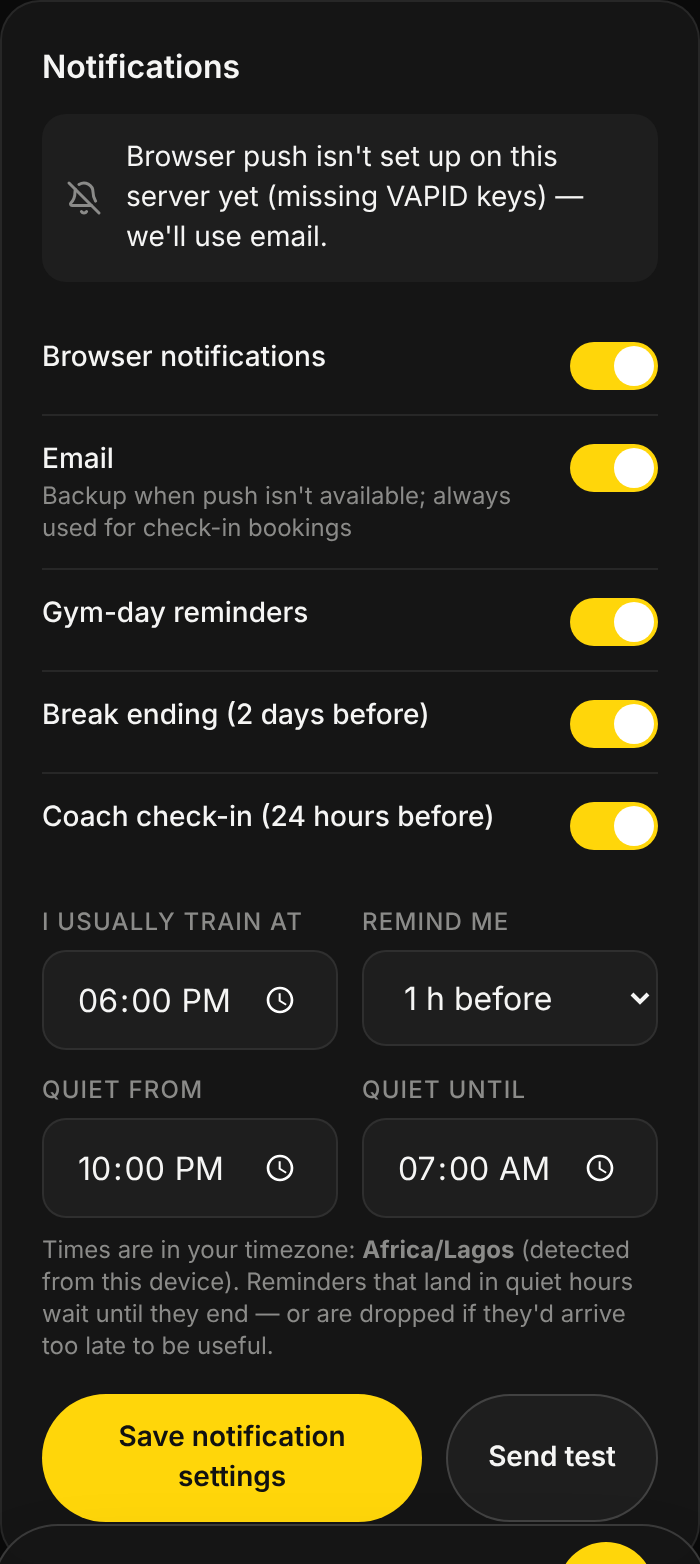 Notifications
Browser push isn't set up on this
server yet (missing VAPID keys) —
we'll use email.
Browser notifications
Email
Backup when push isn't available; always
used for check-in bookings
Gym-day reminders
Break ending (2 days before)
Coach check-in (24 hours before)
I USUALLY TRAIN AT
REMIND ME
06:00 PM
1 h before
QUIET FROM
QUIET UNTIL
10:00 PM
07:00 AM
Times are in your timezone: Africa/Lagos (detected
from this device). Reminders that land in quiet hours
wait until they end — or are dropped if they'd arrive
too late to be useful.
Save notification
settings
Send test